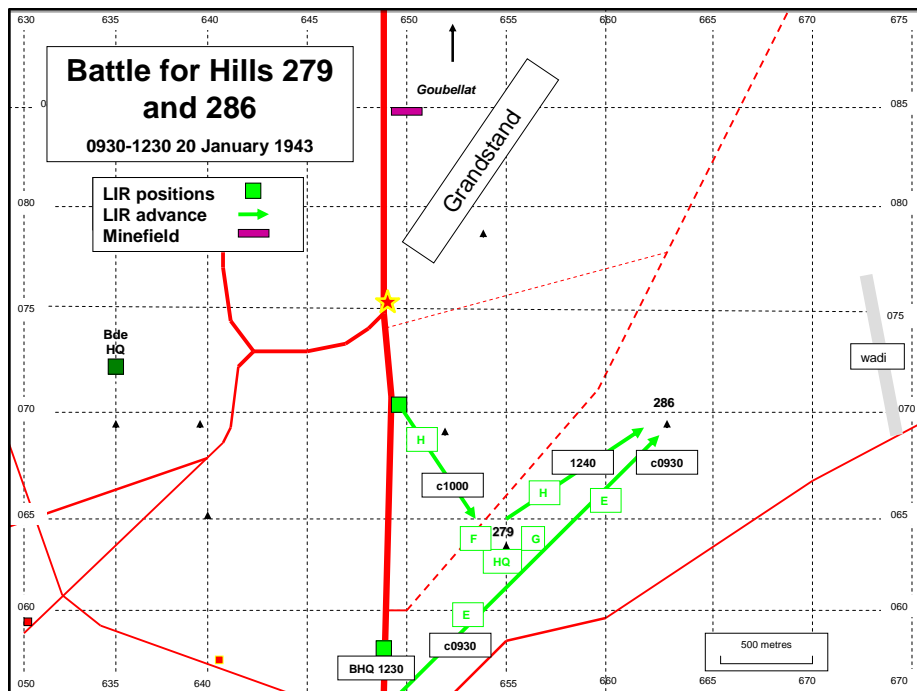 630 635 640 645 650 655 660 665 670 675
Battle for Hills 279
and 286
0930-1230 20 January 1943
Goubellat
Grandstand
085
LIR positions
LIR advance
Minefield
080 080
075 075
Bde
HQ
wadi
070 070
286
H
1240 c0930
c1000
H E
065 065
279
F G
HQ
060 060
E
c0930
500 metres
BHQ 1230
050 635 640 655 660 665 670